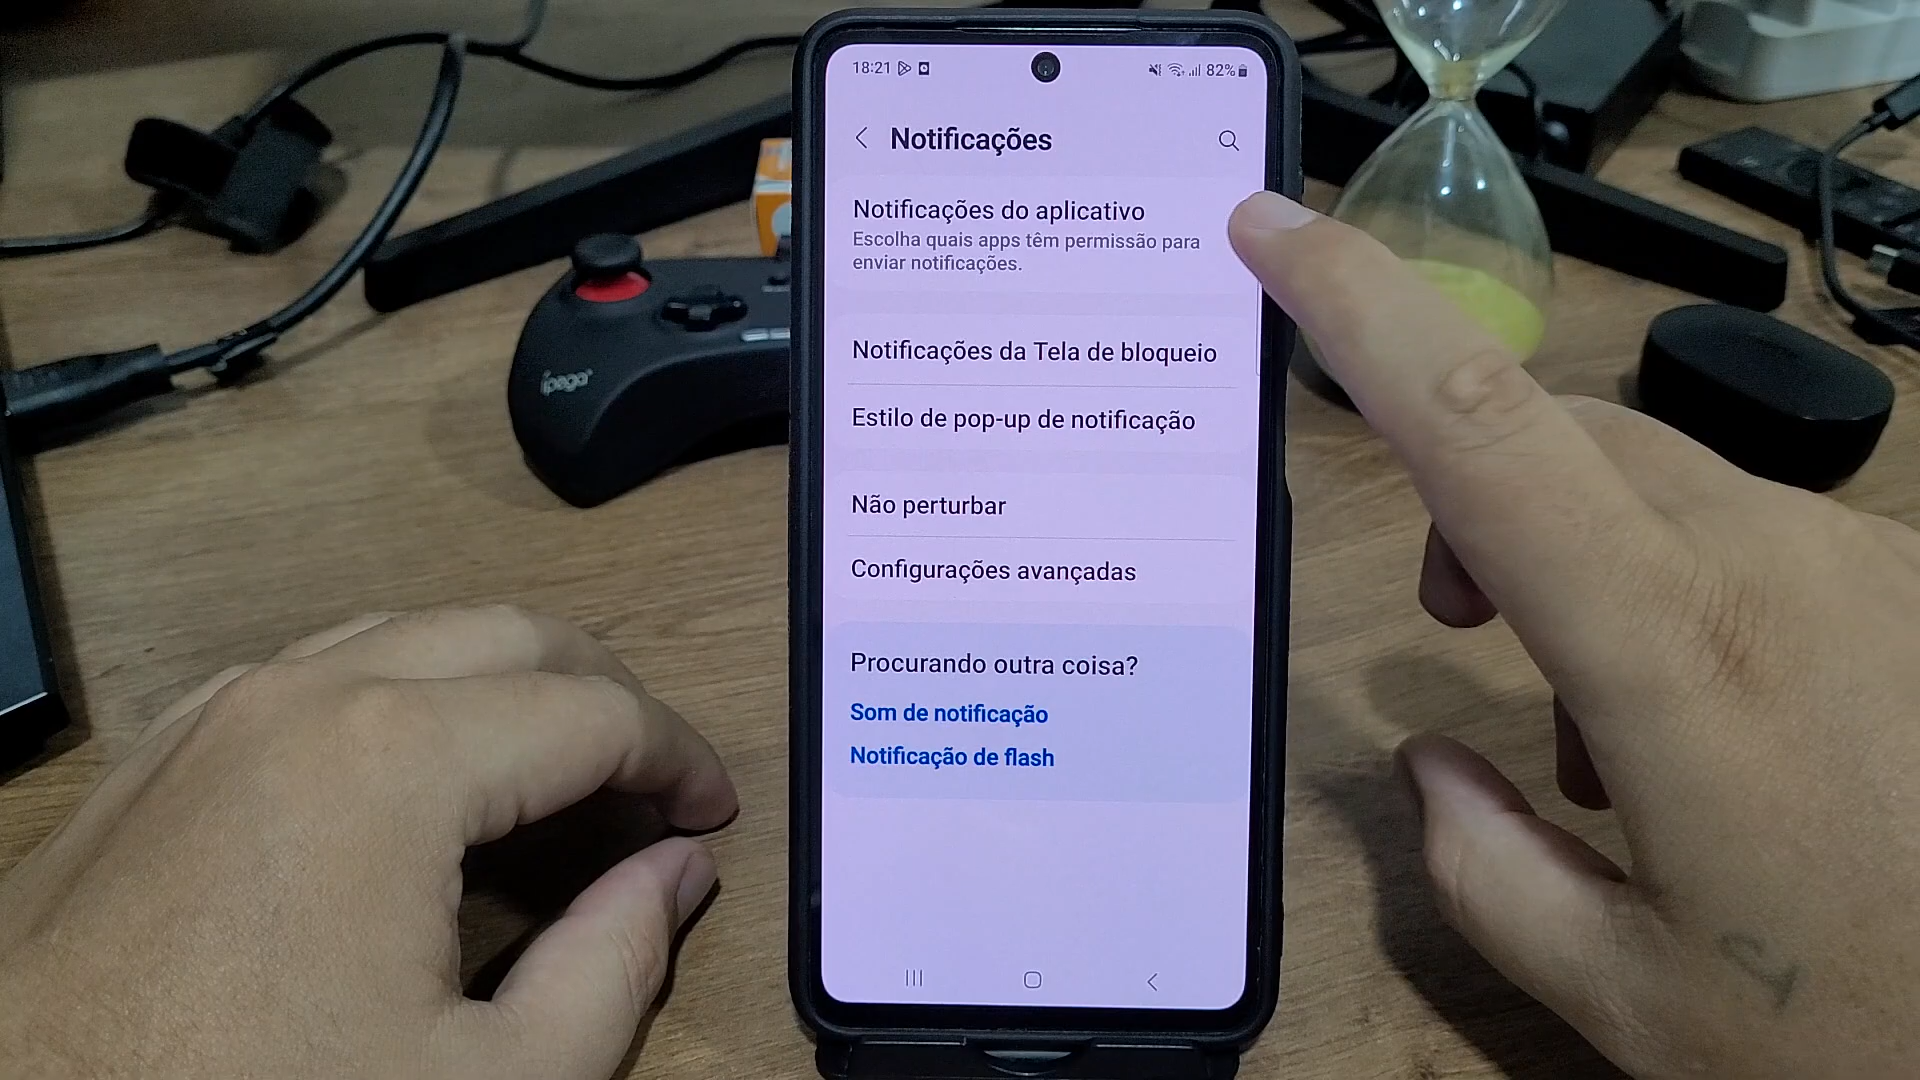 18:21
82%
Notificações
Notificações do aplicativo
Escolha quais apps têm permissão para
enviar notificações.
Notificações da Tela de bloqueio
Estilo de pop-up de notificação
Não perturbar
Configurações avançadas
Procurando outra coisa?
Som de notificação
Notificação de flash
ípega